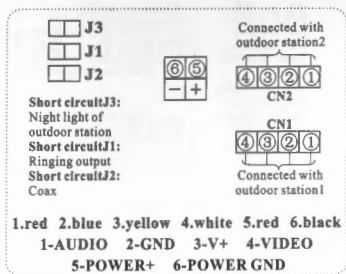 J3
J1
J2
Short circuitJ3:
Night light of
outdoor station
Short circuitJ1:
Ringing output
Short circuitJ2:
Coax
⑥ ⑤
− +
Connected with
outdoor station2
④ ③ ② ①
CN2
CN1
④ ③ ② ①
Connected with
outdoor station1
1.red 2.blue 3.yellow 4.white 5.red 6.black
1-AUDIO 2-GND 3-V+ 4-VIDEO
5-POWER+ 6-POWER GND